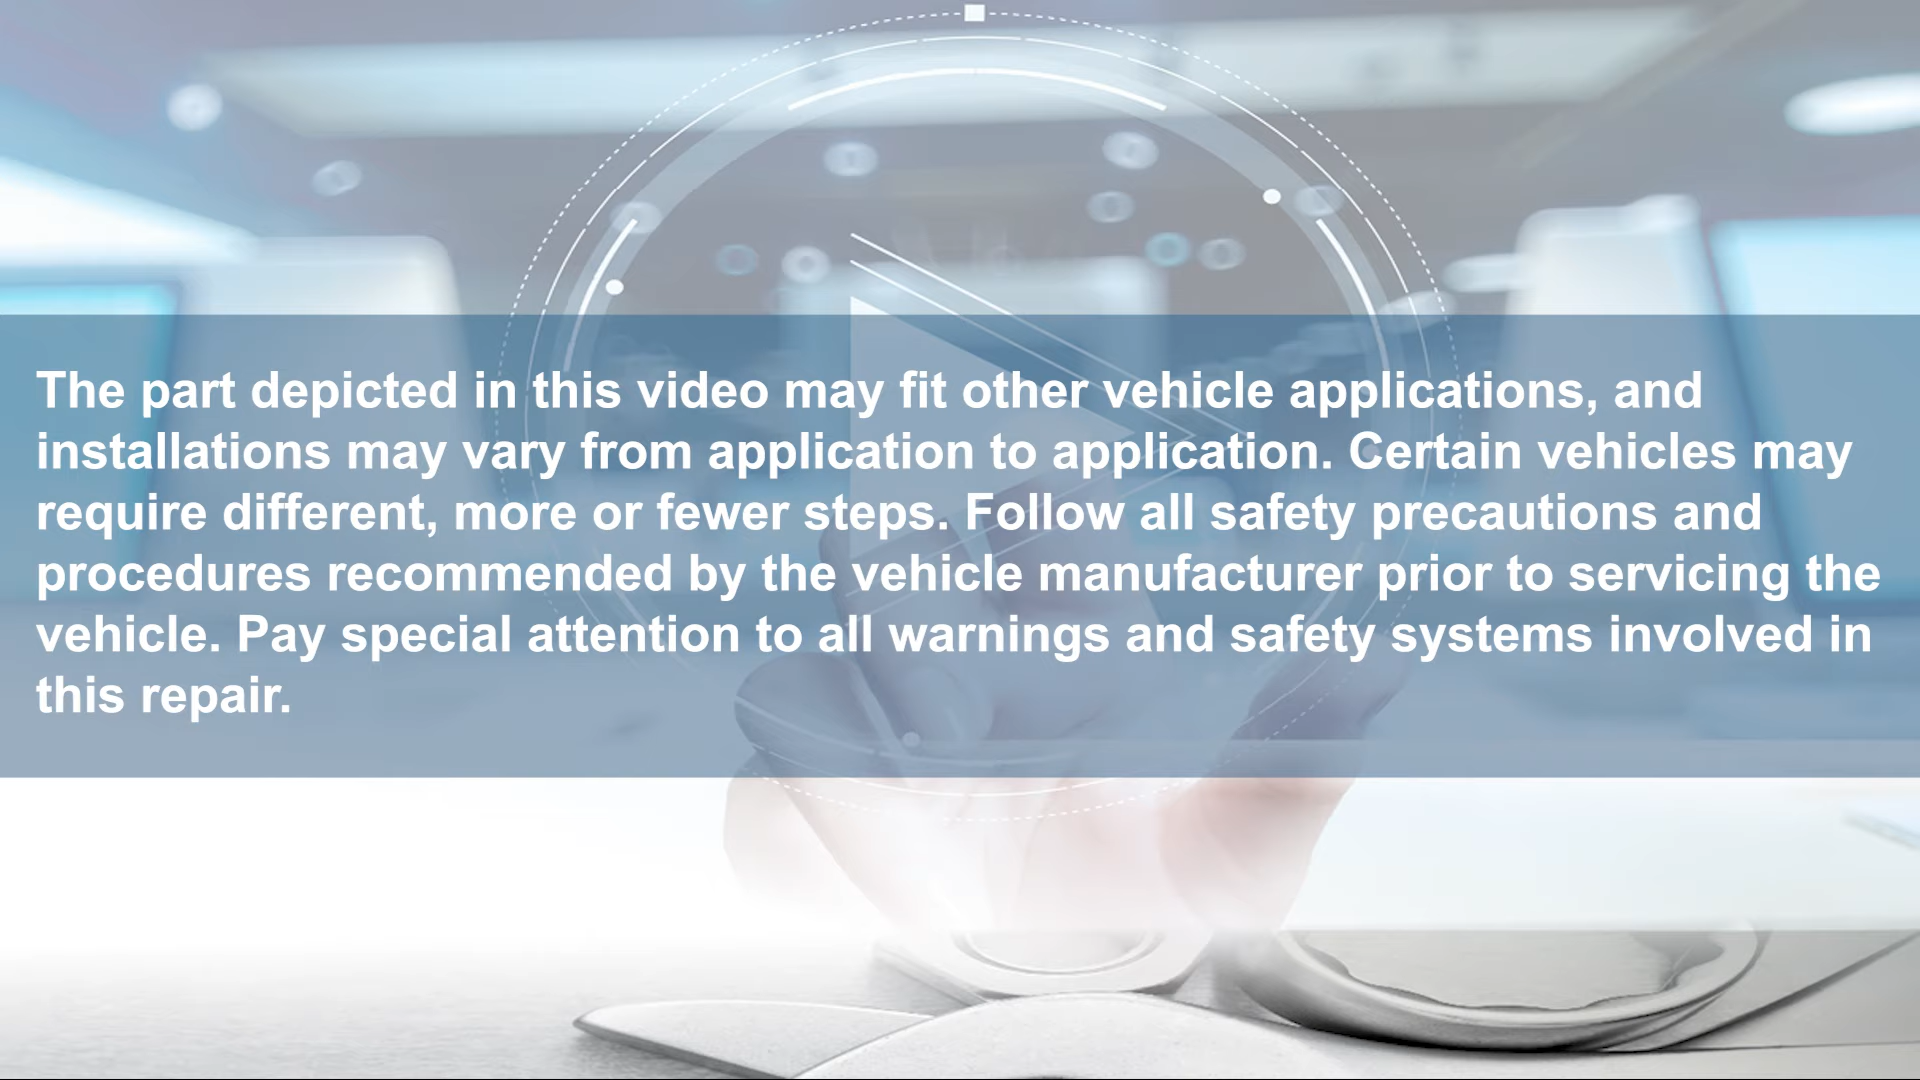 The part depicted in this video may fit other vehicle applications, and
installations may vary from application to application. Certain vehicles may
require different, more or fewer steps. Follow all safety precautions and
procedures recommended by the vehicle manufacturer prior to servicing the
vehicle. Pay special attention to all warnings and safety systems involved in
this repair.